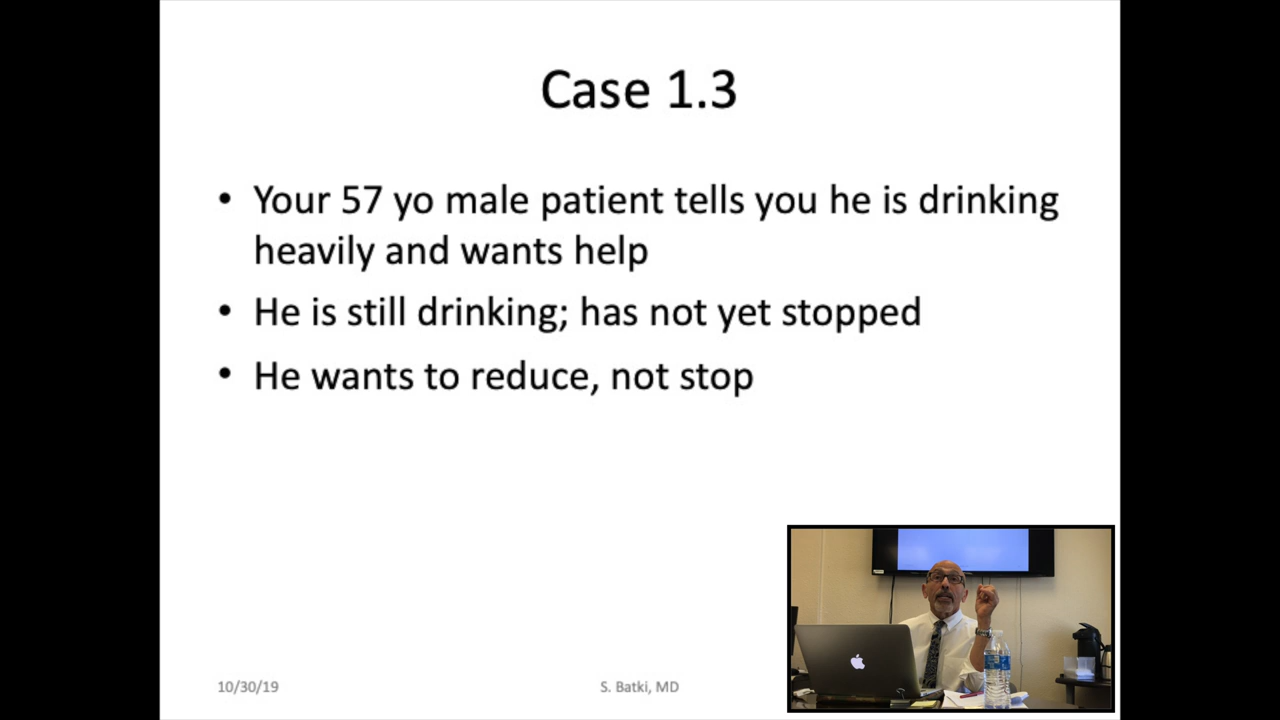 Case 1.3
• Your 57 yo male patient tells you he is drinking
heavily and wants help
• He is still drinking; has not yet stopped
• He wants to reduce, not stop
10/30/19
S. Batki, MD